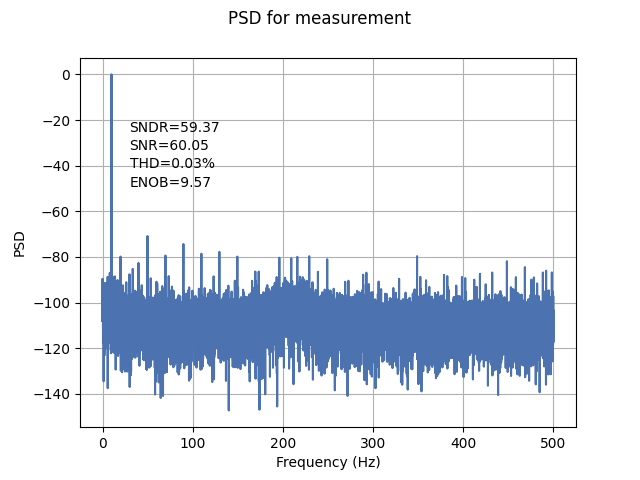 PSD for measurement
0
−20
−40
−60
−80
−100
−120
−140
PSD
SNDR=59.37
SNR=60.05
THD=0.03%
ENOB=9.57
0
100
200
300
400
500
Frequency (Hz)